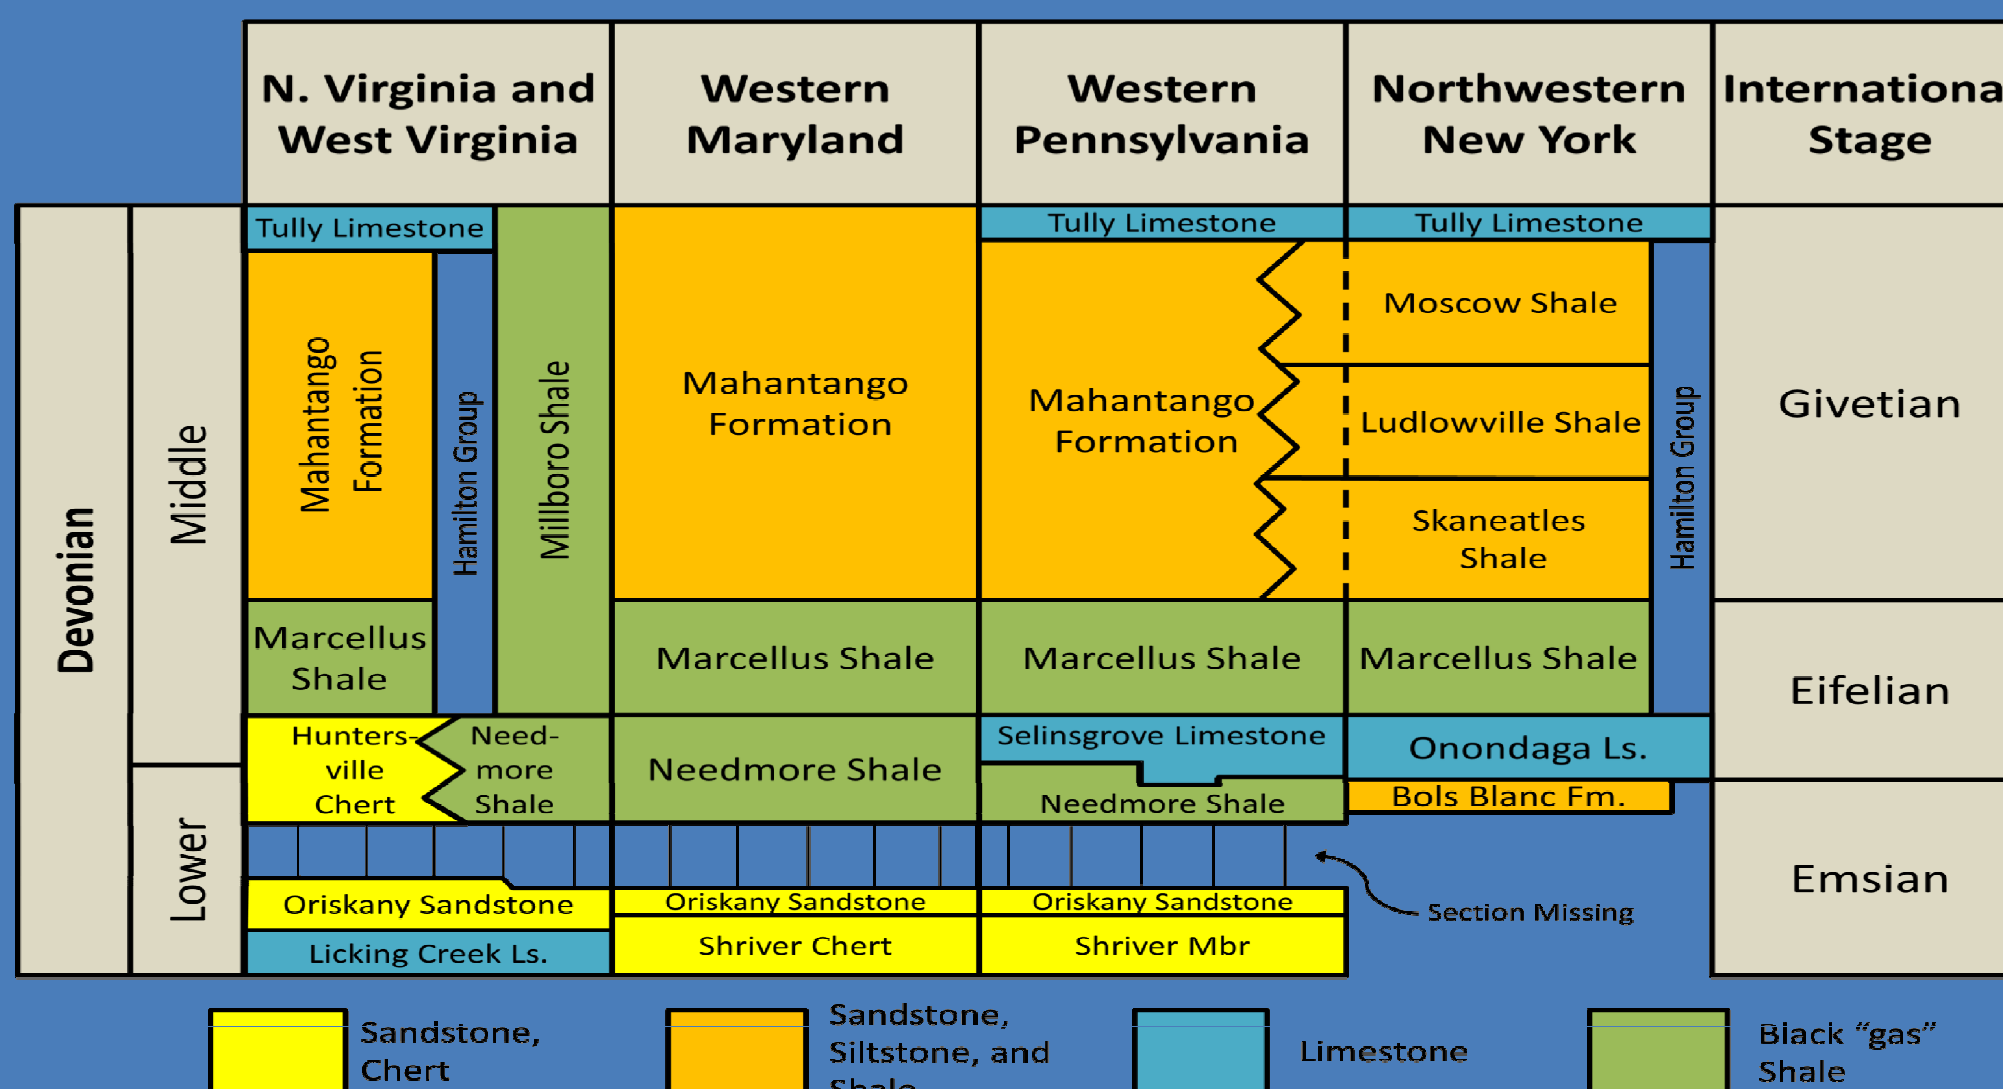 N. Virginia and
West Virginia
Western
Maryland
Western
Pennsylvania
Northwestern
New York
Internationa
Stage
Devonian
Middle
Lower
Tully Limestone
Mahantango
Formation
Hamilton Group
Millboro Shale
Marcellus
Shale
Hunters-
ville
Chert
Need-
more
Shale
Oriskany Sandstone
Licking Creek Ls.
Mahantango
Formation
Marcellus Shale
Needmore Shale
Oriskany Sandstone
Shriver Chert
Tully Limestone
Mahantango
Formation
Marcellus Shale
Selinsgrove Limestone
Needmore Shale
Oriskany Sandstone
Shriver Mbr
Tully Limestone
Moscow Shale
Ludlowville Shale
Skaneatles
Shale
Hamilton Group
Marcellus Shale
Onondaga Ls.
Bols Blanc Fm.
Section Missing
Givetian
Eifelian
Emsian
Sandstone,
Chert
Sandstone,
Siltstone, and
Shale
Limestone
Black “gas”
Shale